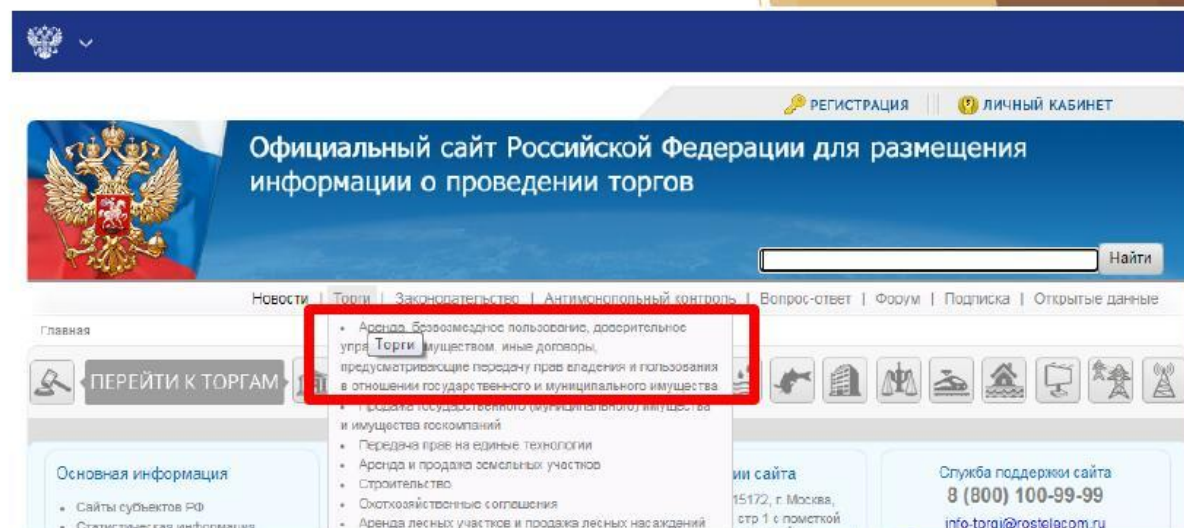 РЕГИСТРАЦИЯ
ЛИЧНЫЙ КАБИНЕТ
Официальный сайт Российской Федерации для размещения
информации о проведении торгов
Найти
Новости | Торги | Законодательство | Антимонопольный контроль | Вопрос-ответ | Форум | Подписка | Открытые данные
Главная
• Аренда, безвозмездное пользование, доверительное
упра
муществом, иные договоры,
Торги
предусматривающие передачу прав владения и пользования
в отношении государственного и муниципального имущества
• Продажа государственного (муниципального) имущества
и имущества госкомпаний
• Передача прав на единые технологии
• Аренда и продажа земельных участков
• Строительство
• Охотхозяйственные соглашения
• Аренда лесных участков и продажа лесных насаждений
ПЕРЕЙТИ К ТОРГАМ
Основная информация
• Сайты субъектов РФ
• Статистическая информация
ии сайта
15172, г. Москва,
стр 1 с пометкой
Служба поддержки сайта
8 (800) 100-99-99
info-torgi@rostelecom.ru